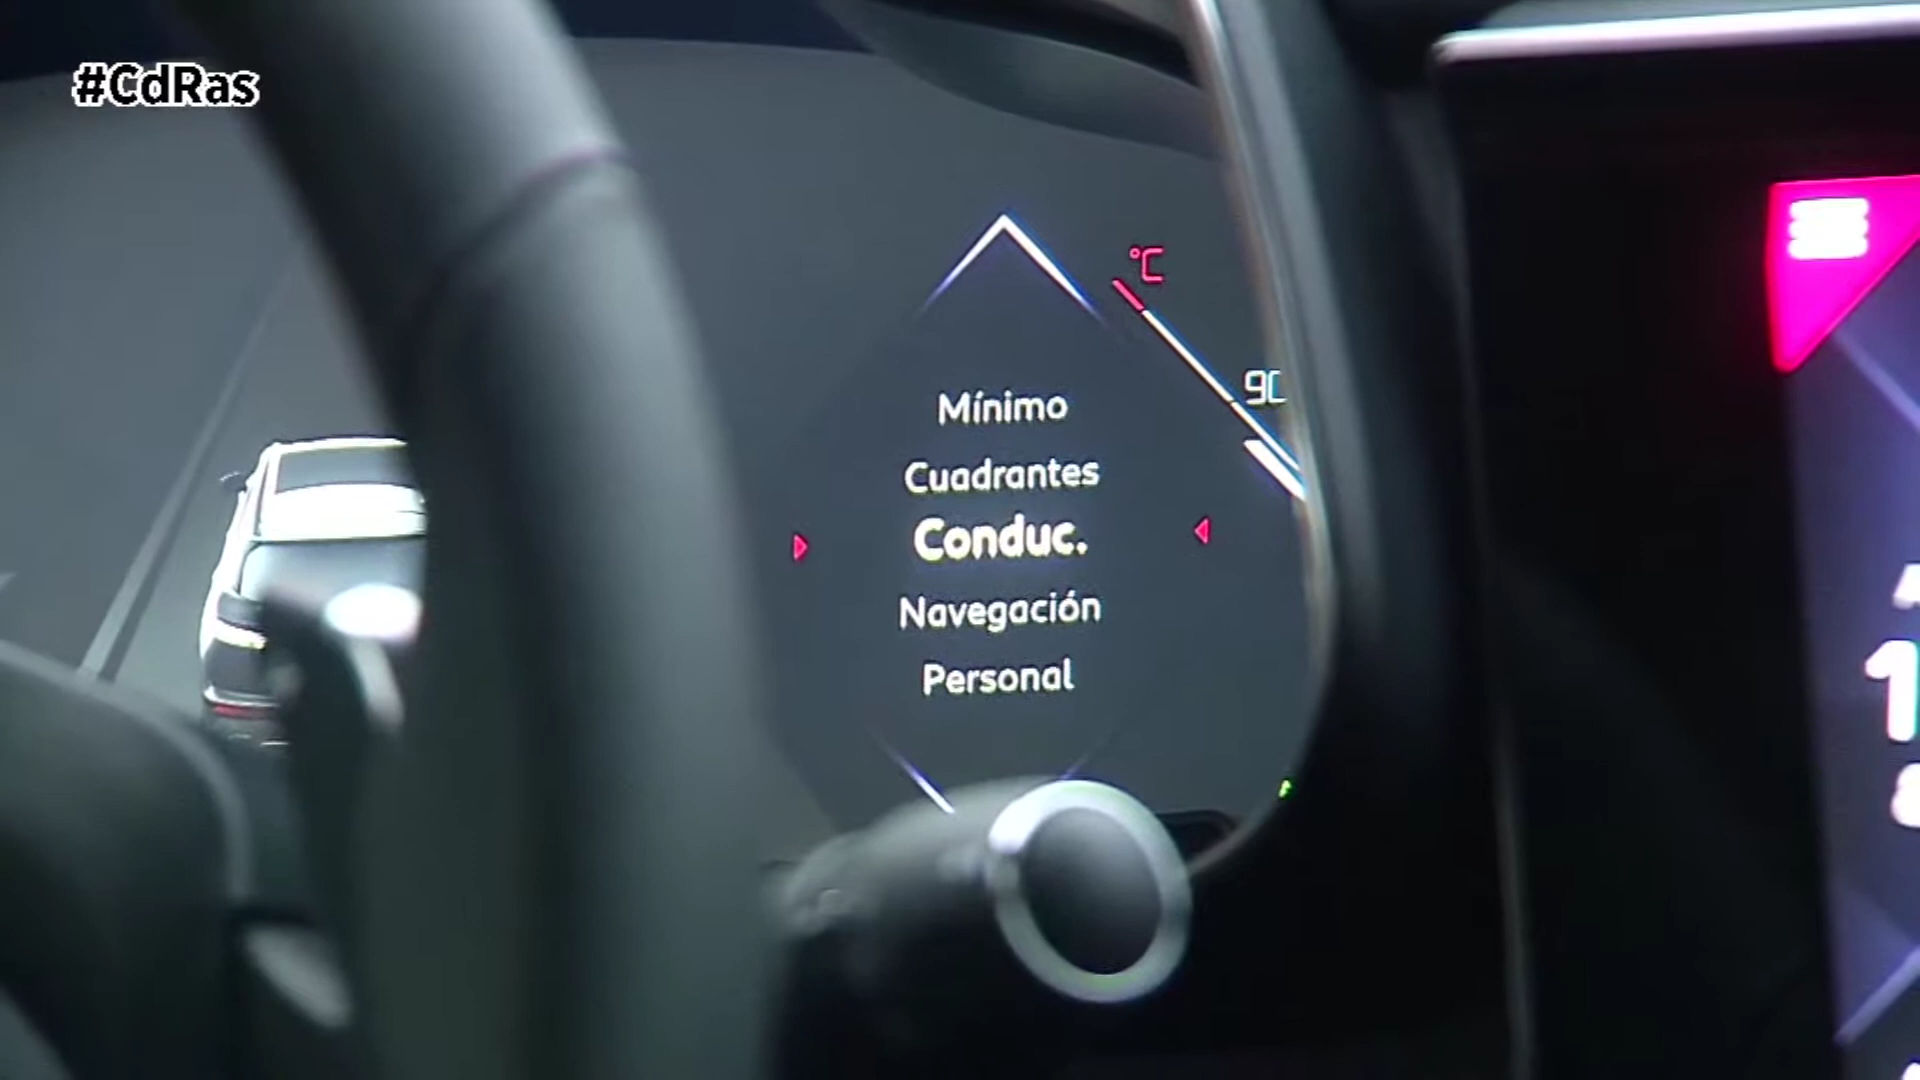 #CdRas
°C
90
Mínimo
Cuadrantes
Conduc.
Navegación
Personal